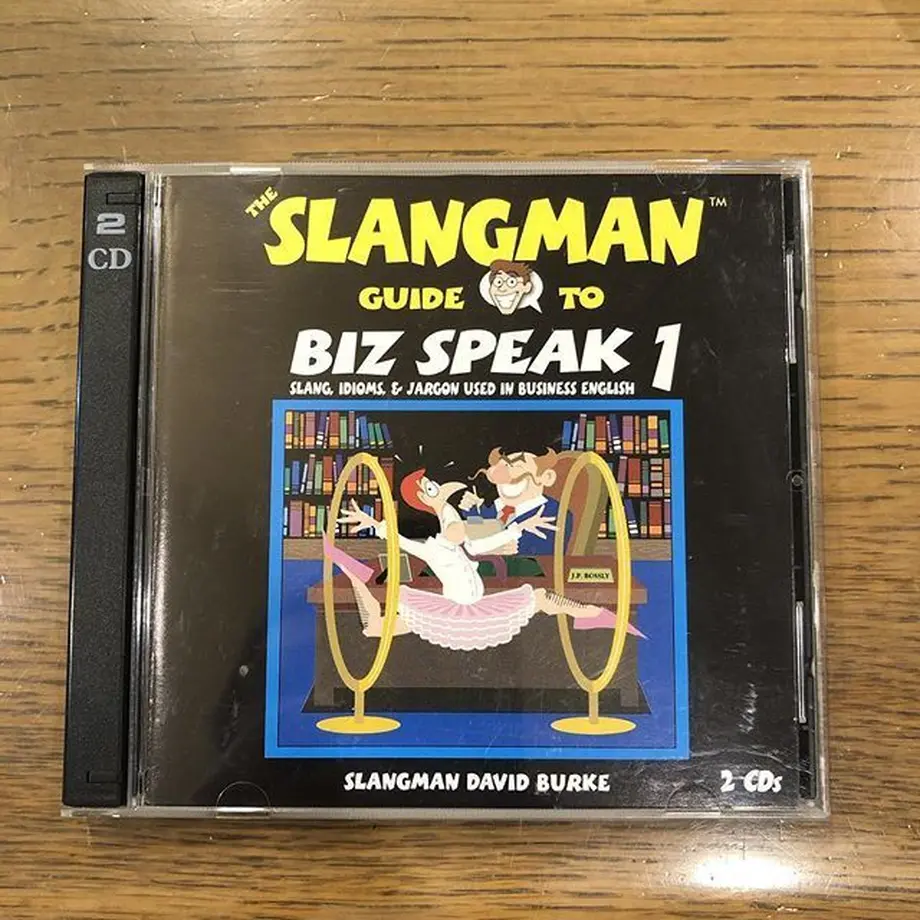 2
CD
THE
SLANGMAN™
GUIDE TO
BIZ SPEAK 1
SLANG, IDIOMS, & JARGON USED IN BUSINESS ENGLISH
J.P. BOSSLY
SLANGMAN DAVID BURKE
2 CDs